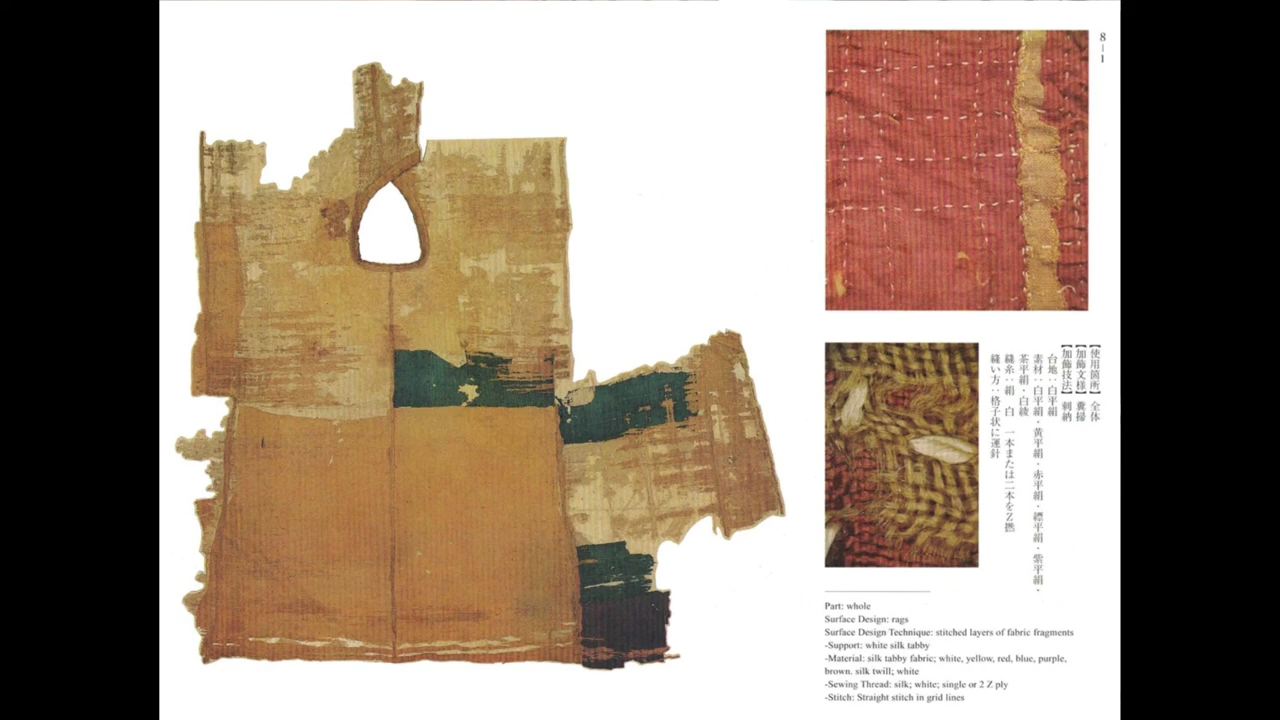 8–1
【使用箇所】 全体
【加飾文様】 糞掃
【加飾技法】 刺納
台地：白平絹
素材：白平絹・黄平絹・赤平絹・縹平絹・紫平絹・
茶平絹・白綾
縫糸：絹・白 一本または二本をZ撚
縫い方：格子状に運針
Part: whole
Surface Design: rags
Surface Design Technique: stitched layers of fabric fragments
-Support: white silk tabby
-Material: silk tabby fabric; white, yellow, red, blue, purple,
brown. silk twill; white
-Sewing Thread: silk; white; single or 2 Z ply
-Stitch: Straight stitch in grid lines